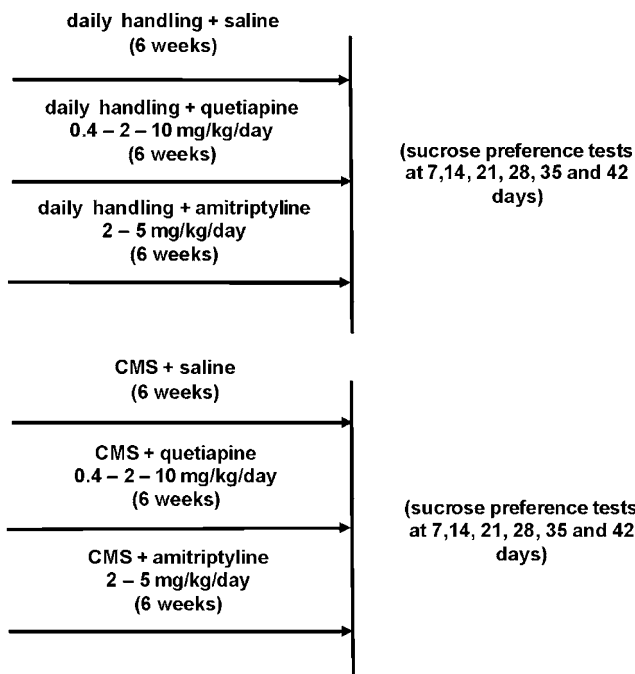 daily handling + saline
(6 weeks)
daily handling + quetiapine
0.4 – 2 – 10 mg/kg/day
(6 weeks)
daily handling + amitriptyline
2 – 5 mg/kg/day
(6 weeks)
(sucrose preference tests
at 7,14, 21, 28, 35 and 42
days)
CMS + saline
(6 weeks)
CMS + quetiapine
0.4 – 2 – 10 mg/kg/day
(6 weeks)
CMS + amitriptyline
2 – 5 mg/kg/day
(6 weeks)
(sucrose preference tests
at 7,14, 21, 28, 35 and 42
days)